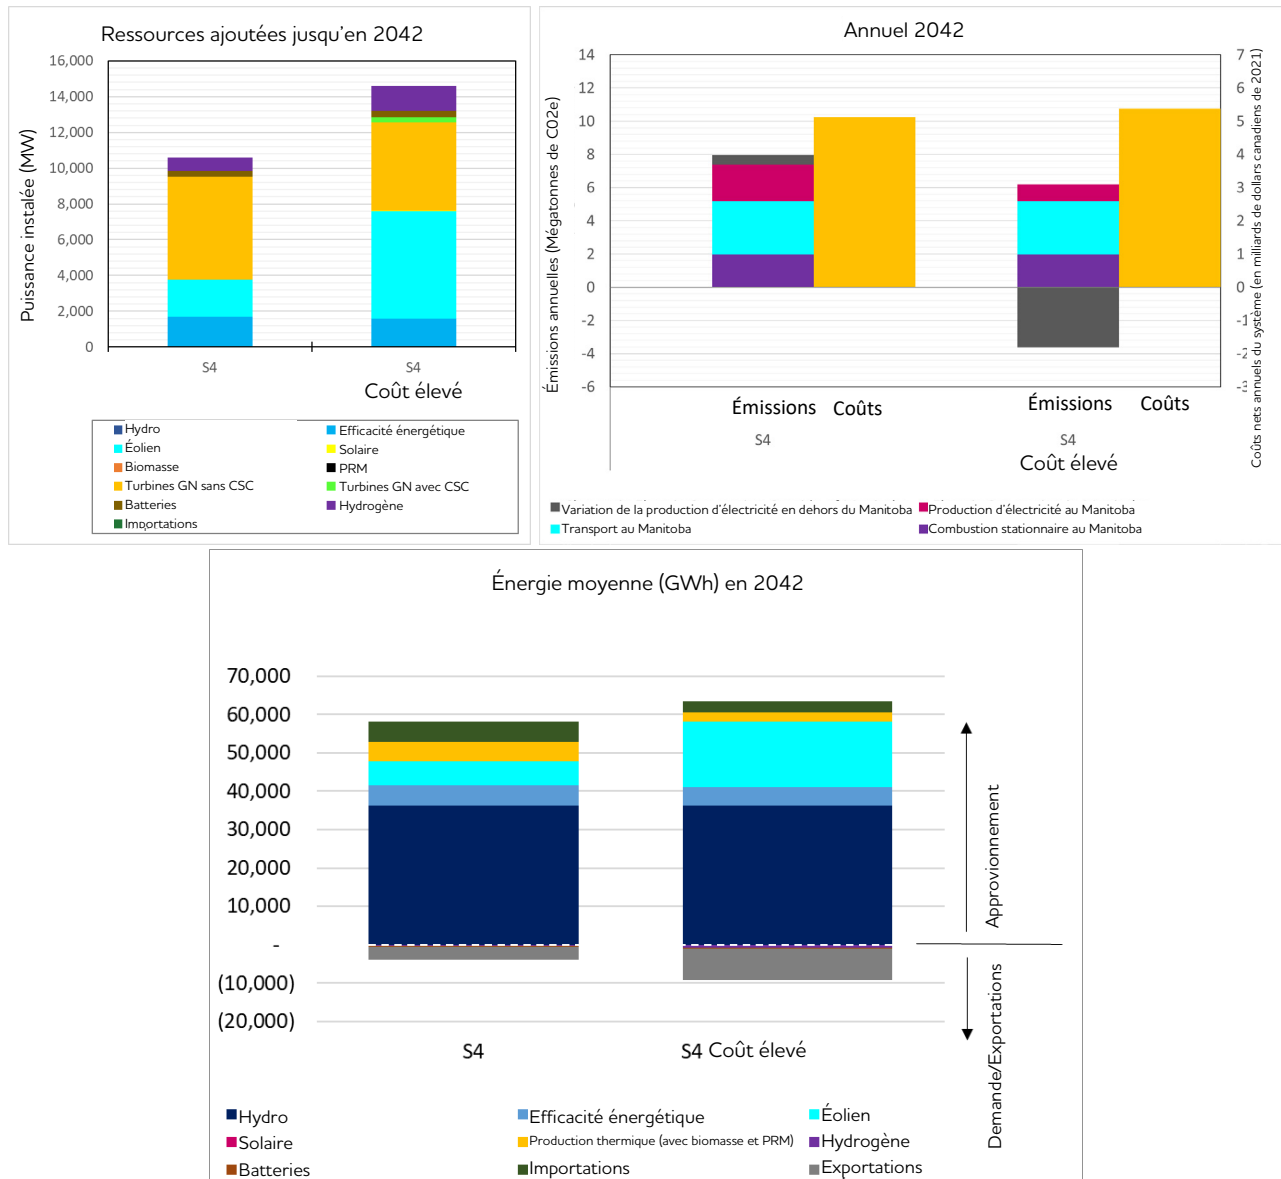 Ressources ajoutées jusqu'en 2042
Puissance instalée (MW)
16,000
14,000
12,000
10,000
8,000
6,000
4,000
2,000
0
S4
S4
Coût élevé
Hydro
Efficacité énergétique
Éolien
Solaire
Biomasse
PRM
Turbines GN sans CSC
Turbines GN avec CSC
Batteries
Hydrogène
Importations
Annuel 2042
Émissions annuelles (Mégatonnes de C02e)
14
12
10
8
6
4
2
0
-2
-4
-6
7
6
5
4
3
2
1
0
-1
-2
-3
Coûts nets annuels du système (en milliards de dollars canadiens de 2021)
Émissions Coûts
Émissions Coûts
S4
S4
Coût élevé
Variation de la production d'électricité en dehors du Manitoba
Production d'électricité au Manitoba
Transport au Manitoba
Combustion stationnaire au Manitoba
Énergie moyenne (GWh) en 2042
70,000
60,000
50,000
40,000
30,000
20,000
10,000
-
(10,000)
(20,000)
Approvionnement
Demande/Exportations
S4
S4 Coût élevé
Hydro
Efficacité énergétique
Éolien
Solaire
Production thermique (avec biomasse et PRM)
Hydrogène
Batteries
Importations
Exportations